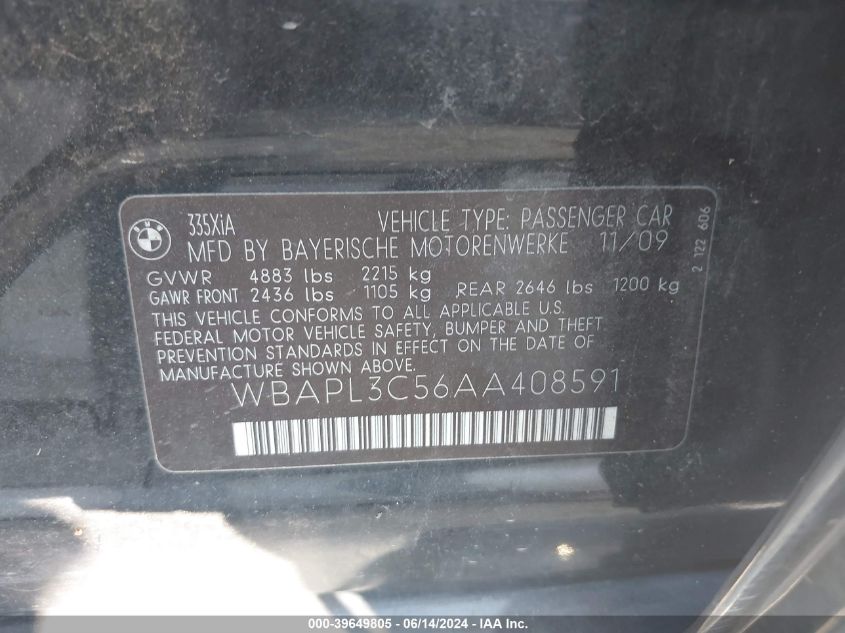 335XiA VEHICLE TYPE: PASSENGER CAR
MFD BY BAYERISCHE MOTORENWERKE 11/09
GVWR 4883 lbs 2215 kg
GAWR FRONT 2436 lbs 1105 kg REAR 2646 lbs 1200 kg
THIS VEHICLE CONFORMS TO ALL APPLICABLE U.S.
FEDERAL MOTOR VEHICLE SAFETY, BUMPER AND THEFT
PREVENTION STANDARDS IN EFFECT ON THE DATE OF
MANUFACTURE SHOWN ABOVE.
WBAPL3C56AA408591
2 122 606
BMW
000-39649805 - 06/14/2024 - IAA Inc.